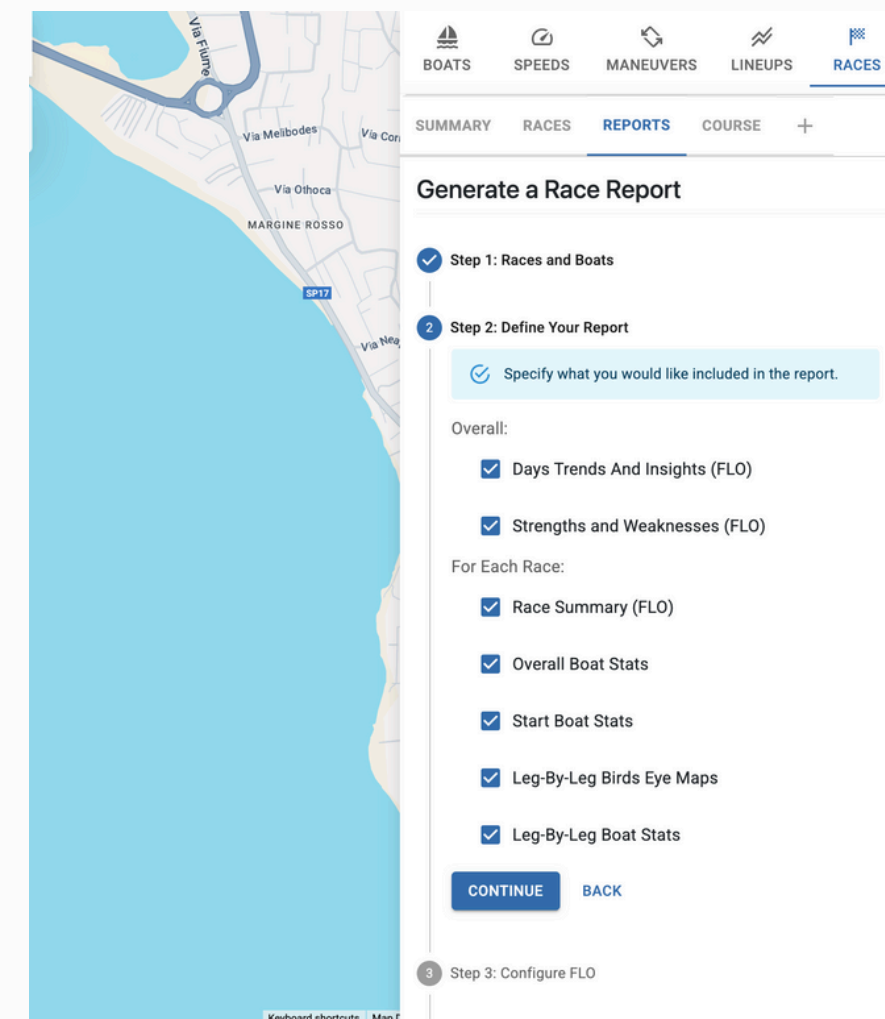 Via Fiume
Via Melibodes
Via Othoca
MARGINE ROSSO
SP17
Keyboard shortcuts
BOATS
SPEEDS
MANEUVERS
LINEUPS
RACES
SUMMARY
RACES
REPORTS
COURSE
+
Generate a Race Report
Step 1: Races and Boats
2
Step 2: Define Your Report
Specify what you would like included in the report.
Overall:
Days Trends And Insights (FLO)
Strengths and Weaknesses (FLO)
For Each Race:
Race Summary (FLO)
Overall Boat Stats
Start Boat Stats
Leg-By-Leg Birds Eye Maps
Leg-By-Leg Boat Stats
CONTINUE
BACK
3
Step 3: Configure FLO